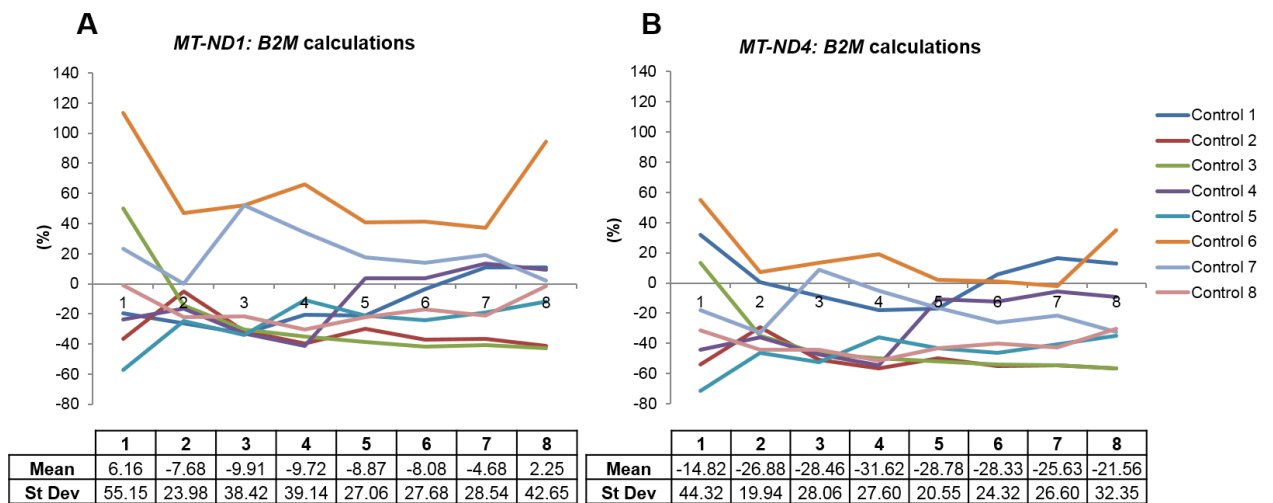 A
MT-ND1: B2M calculations
140
120
100
80
60
40
20
0
-20
-40
-60
-80
(%)
1 2 3 4 5 6 7 8
1 2 3 4 5 6 7 8
Mean 6.16 -7.68 -9.91 -9.72 -8.87 -8.08 -4.68 2.25
St Dev 55.15 23.98 38.42 39.14 27.06 27.68 28.54 42.65
B
MT-ND4: B2M calculations
140
120
100
80
60
40
20
0
-20
-40
-60
-80
(%)
1 2 3 4 5 6 7 8
1 2 3 4 5 6 7 8
Mean -14.82 -26.88 -28.46 -31.62 -28.78 -28.33 -25.63 -21.56
St Dev 44.32 19.94 28.06 27.60 20.55 24.32 26.60 32.35
Control 1
Control 2
Control 3
Control 4
Control 5
Control 6
Control 7
Control 8